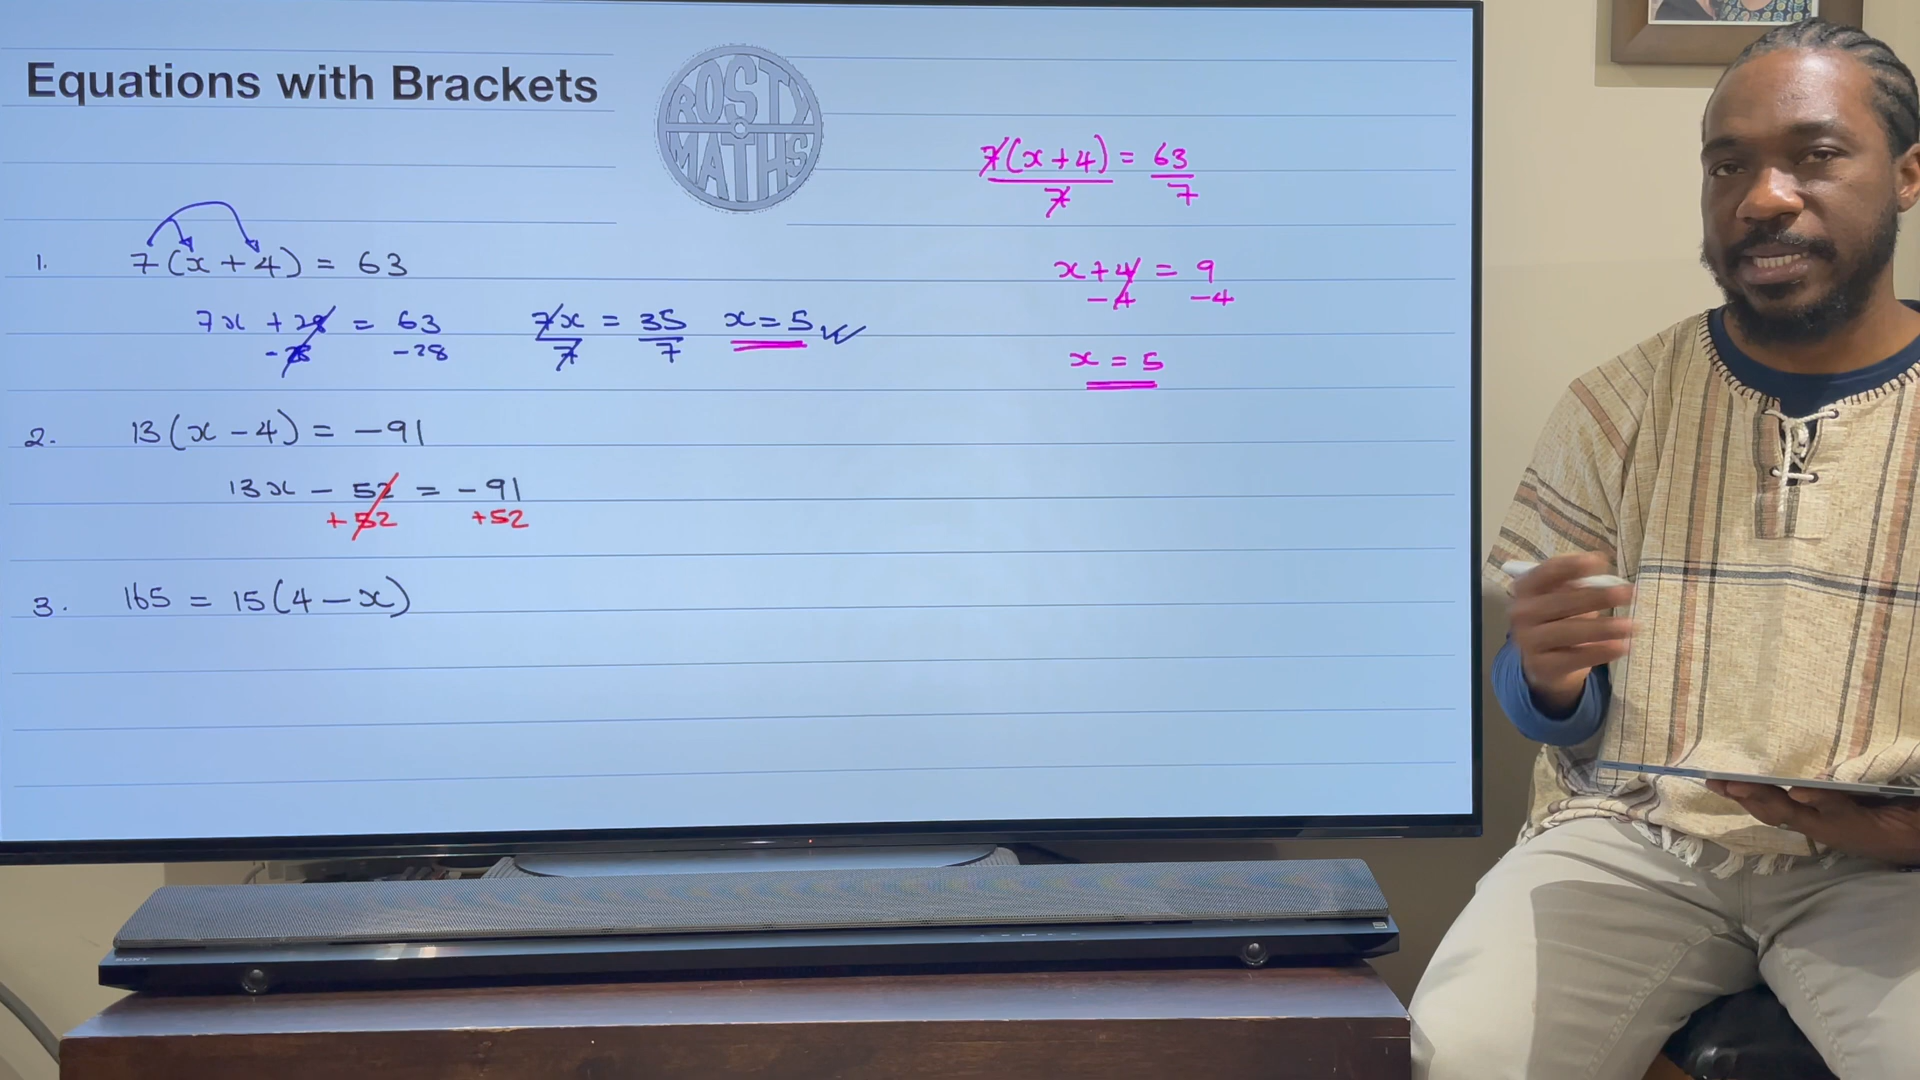 Equations with Brackets
ROSTY
MATHS
1. 7(x+4) = 63
7x +28 = 63
-28 -28
7x = 35
7 7
x=5
7(x+4) = 63
7 7
x+4 = 9
-4 -4
x = 5
2. 13(x-4) = -91
13x - 52 = -91
+52 +52
3. 165 = 15(4-x)
SONY